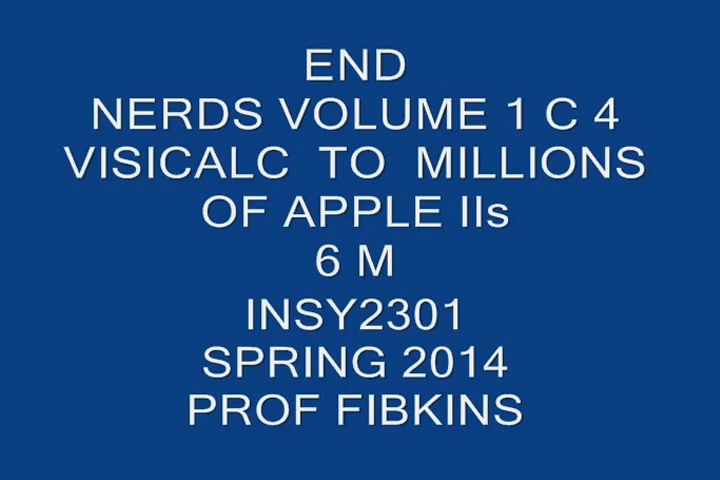 END
NERDS VOLUME 1 C 4
VISICALC TO MILLIONS
OF APPLE IIs
6 M
INSY2301
SPRING 2014
PROF FIBKINS